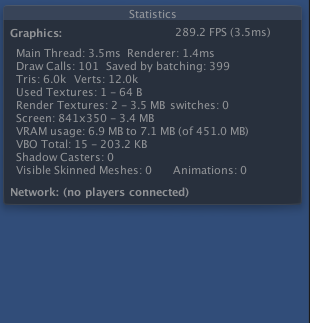 Statistics
Graphics: 289.2 FPS (3.5ms)
Main Thread: 3.5ms Renderer: 1.4ms
Draw Calls: 101 Saved by batching: 399
Tris: 6.0k Verts: 12.0k
Used Textures: 1 - 64 B
Render Textures: 2 - 3.5 MB switches: 0
Screen: 841x350 - 3.4 MB
VRAM usage: 6.9 MB to 7.1 MB (of 451.0 MB)
VBO Total: 15 - 203.2 KB
Shadow Casters: 0
Visible Skinned Meshes: 0 Animations: 0
Network: (no players connected)